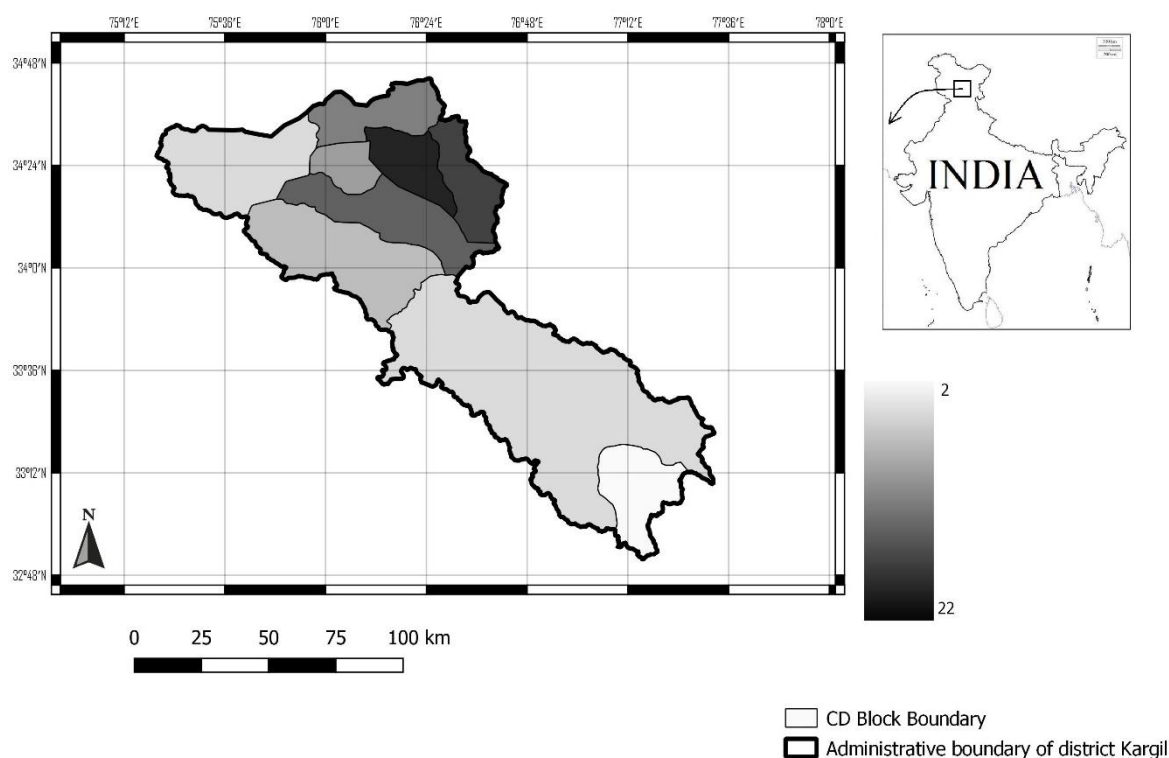 75°12'E 75°36'E 76°0'E 76°24'E 76°48'E 77°12'E 77°36'E 78°0'E
34°48'N
34°24'N
34°0'N
33°36'N
33°12'N
32°48'N
N
0 25 50 75 100 km
INDIA
2
22
CD Block Boundary
Administrative boundary of district Kargil